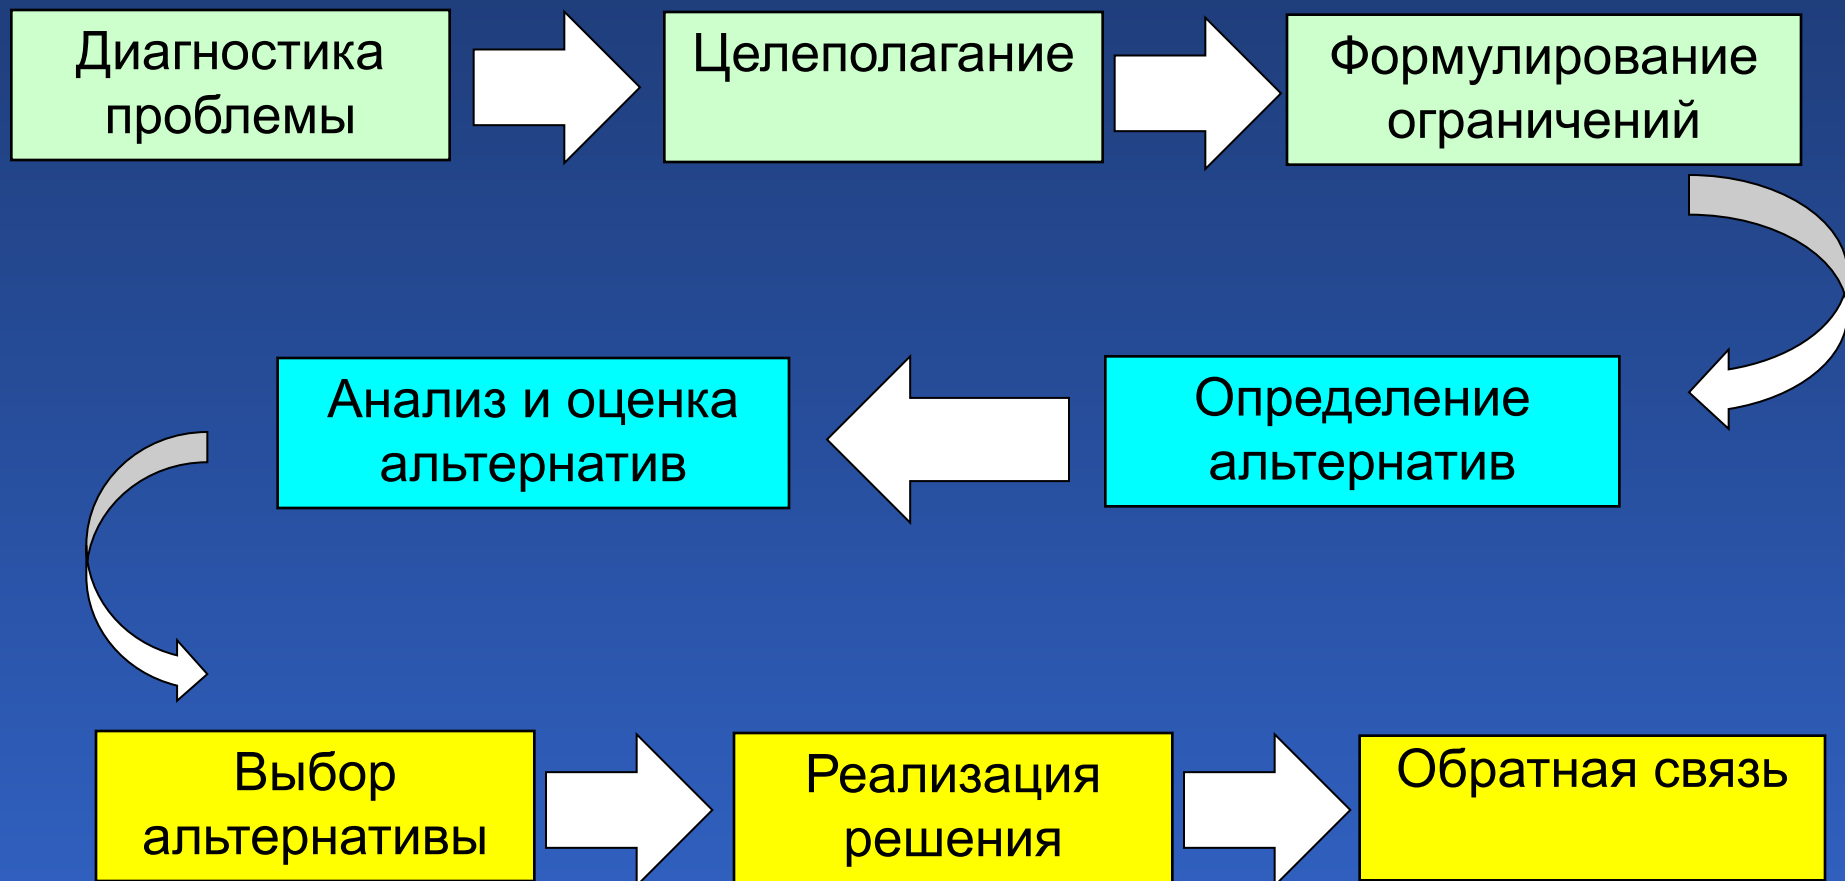 Диагностика
проблемы
Целеполагание
Формулирование
ограничений
Определение
альтернатив
Анализ и оценка
альтернатив
Выбор
альтернативы
Реализация
решения
Обратная связь